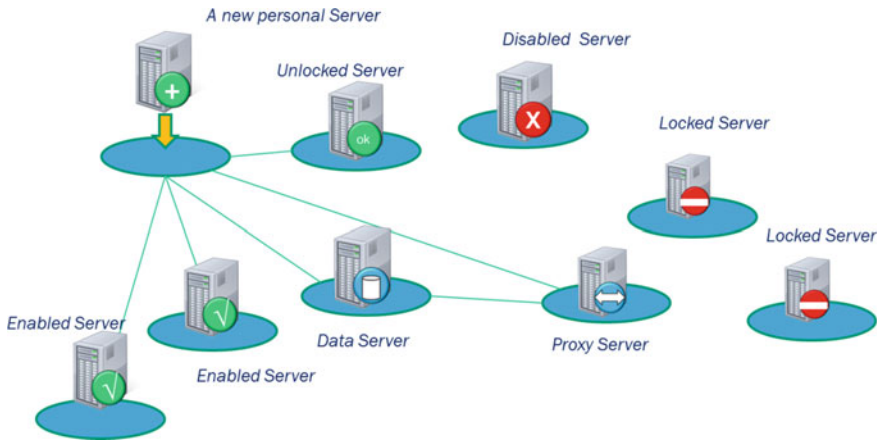 A new personal Server
Unlocked Server
Disabled  Server
ok
X
Locked Server
Locked Server
Enabled Server
Data Server
Proxy Server
Enabled Server